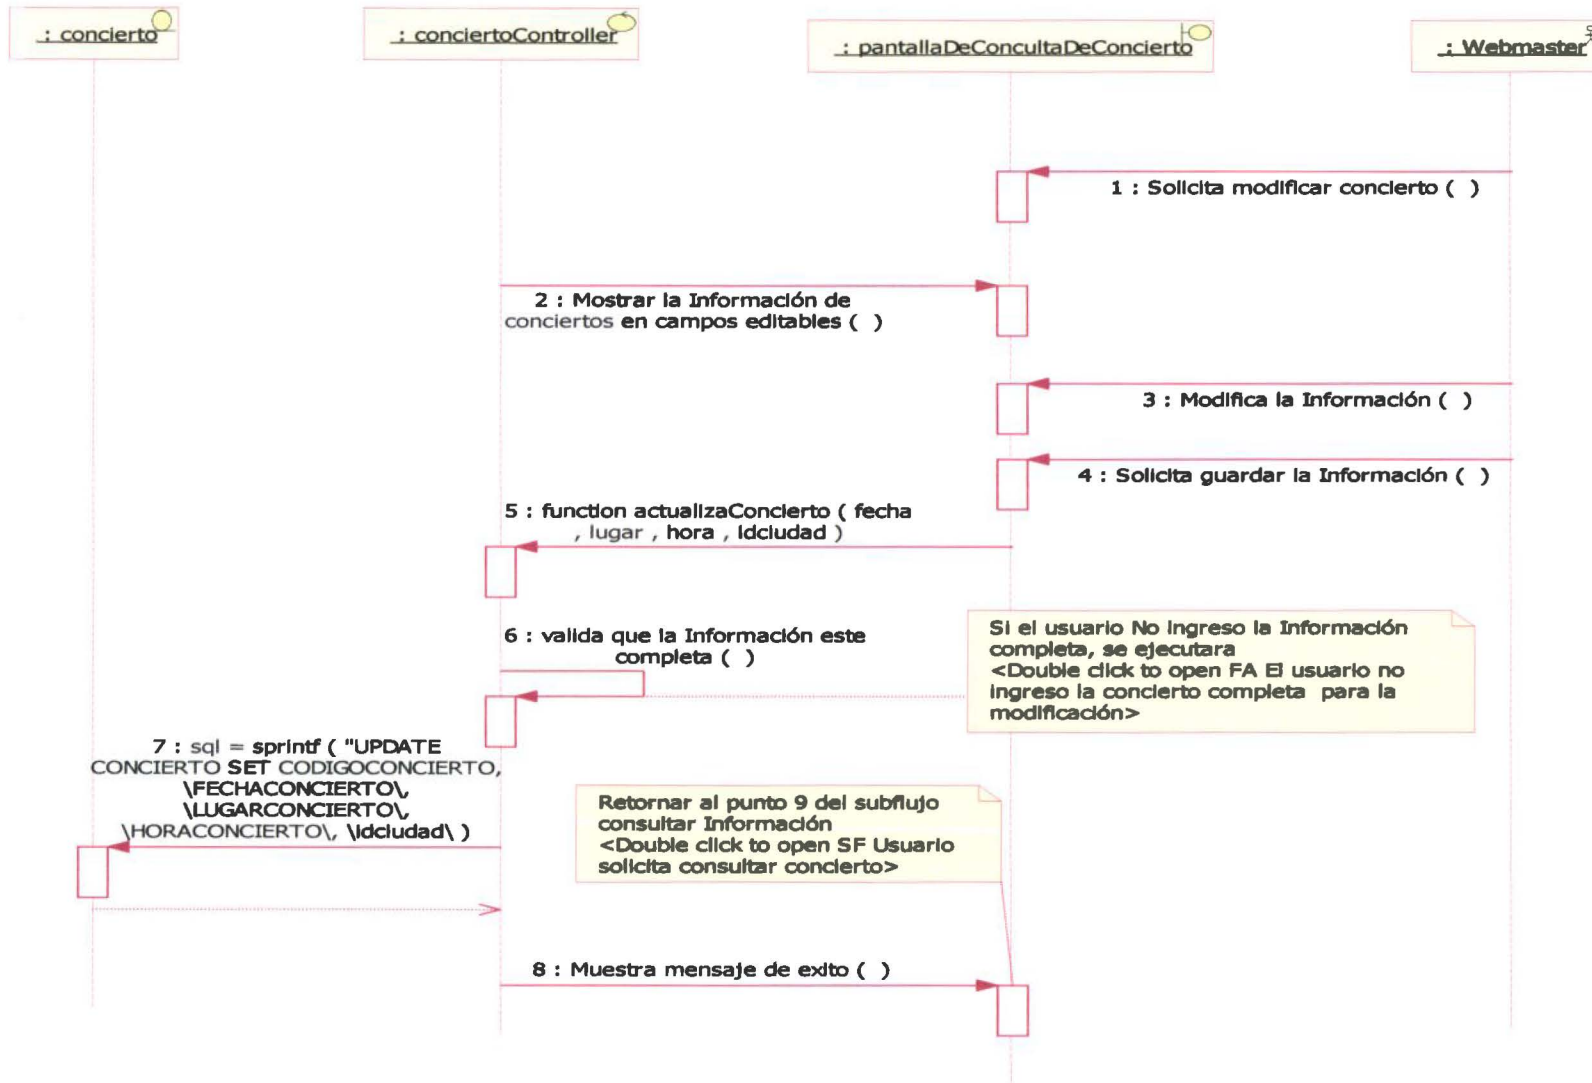 : concierto
: conciertoController
: pantallaDeConcultaDeConcierto
: Webmaster
1 : Solicita modificar concierto ( )
2 : Mostrar la Información de
conciertos en campos editables ( )
3 : Modifica la Información ( )
4 : Solicita guardar la Información ( )
5 : function actualizaConcierto ( fecha
, lugar , hora , idciudad )
6 : valida que la Información este
completa ( )
Si el usuario No ingreso la Información
completa, se ejecutara
<Double click to open FA El usuario no
ingreso la concierto completa para la
modificación>
7 : sql = sprintf ( "UPDATE
CONCIERTO SET CODIGOCONCIERTO,
\FECHACONCIERTO\,
\LUGARCONCIERTO\,
\HORACONCIERTO\, \idciudad\ )
Retornar al punto 9 del subflujo
consultar Información
<Double click to open SF Usuario
solicita consultar concierto>
8 : Muestra mensaje de exito ( )